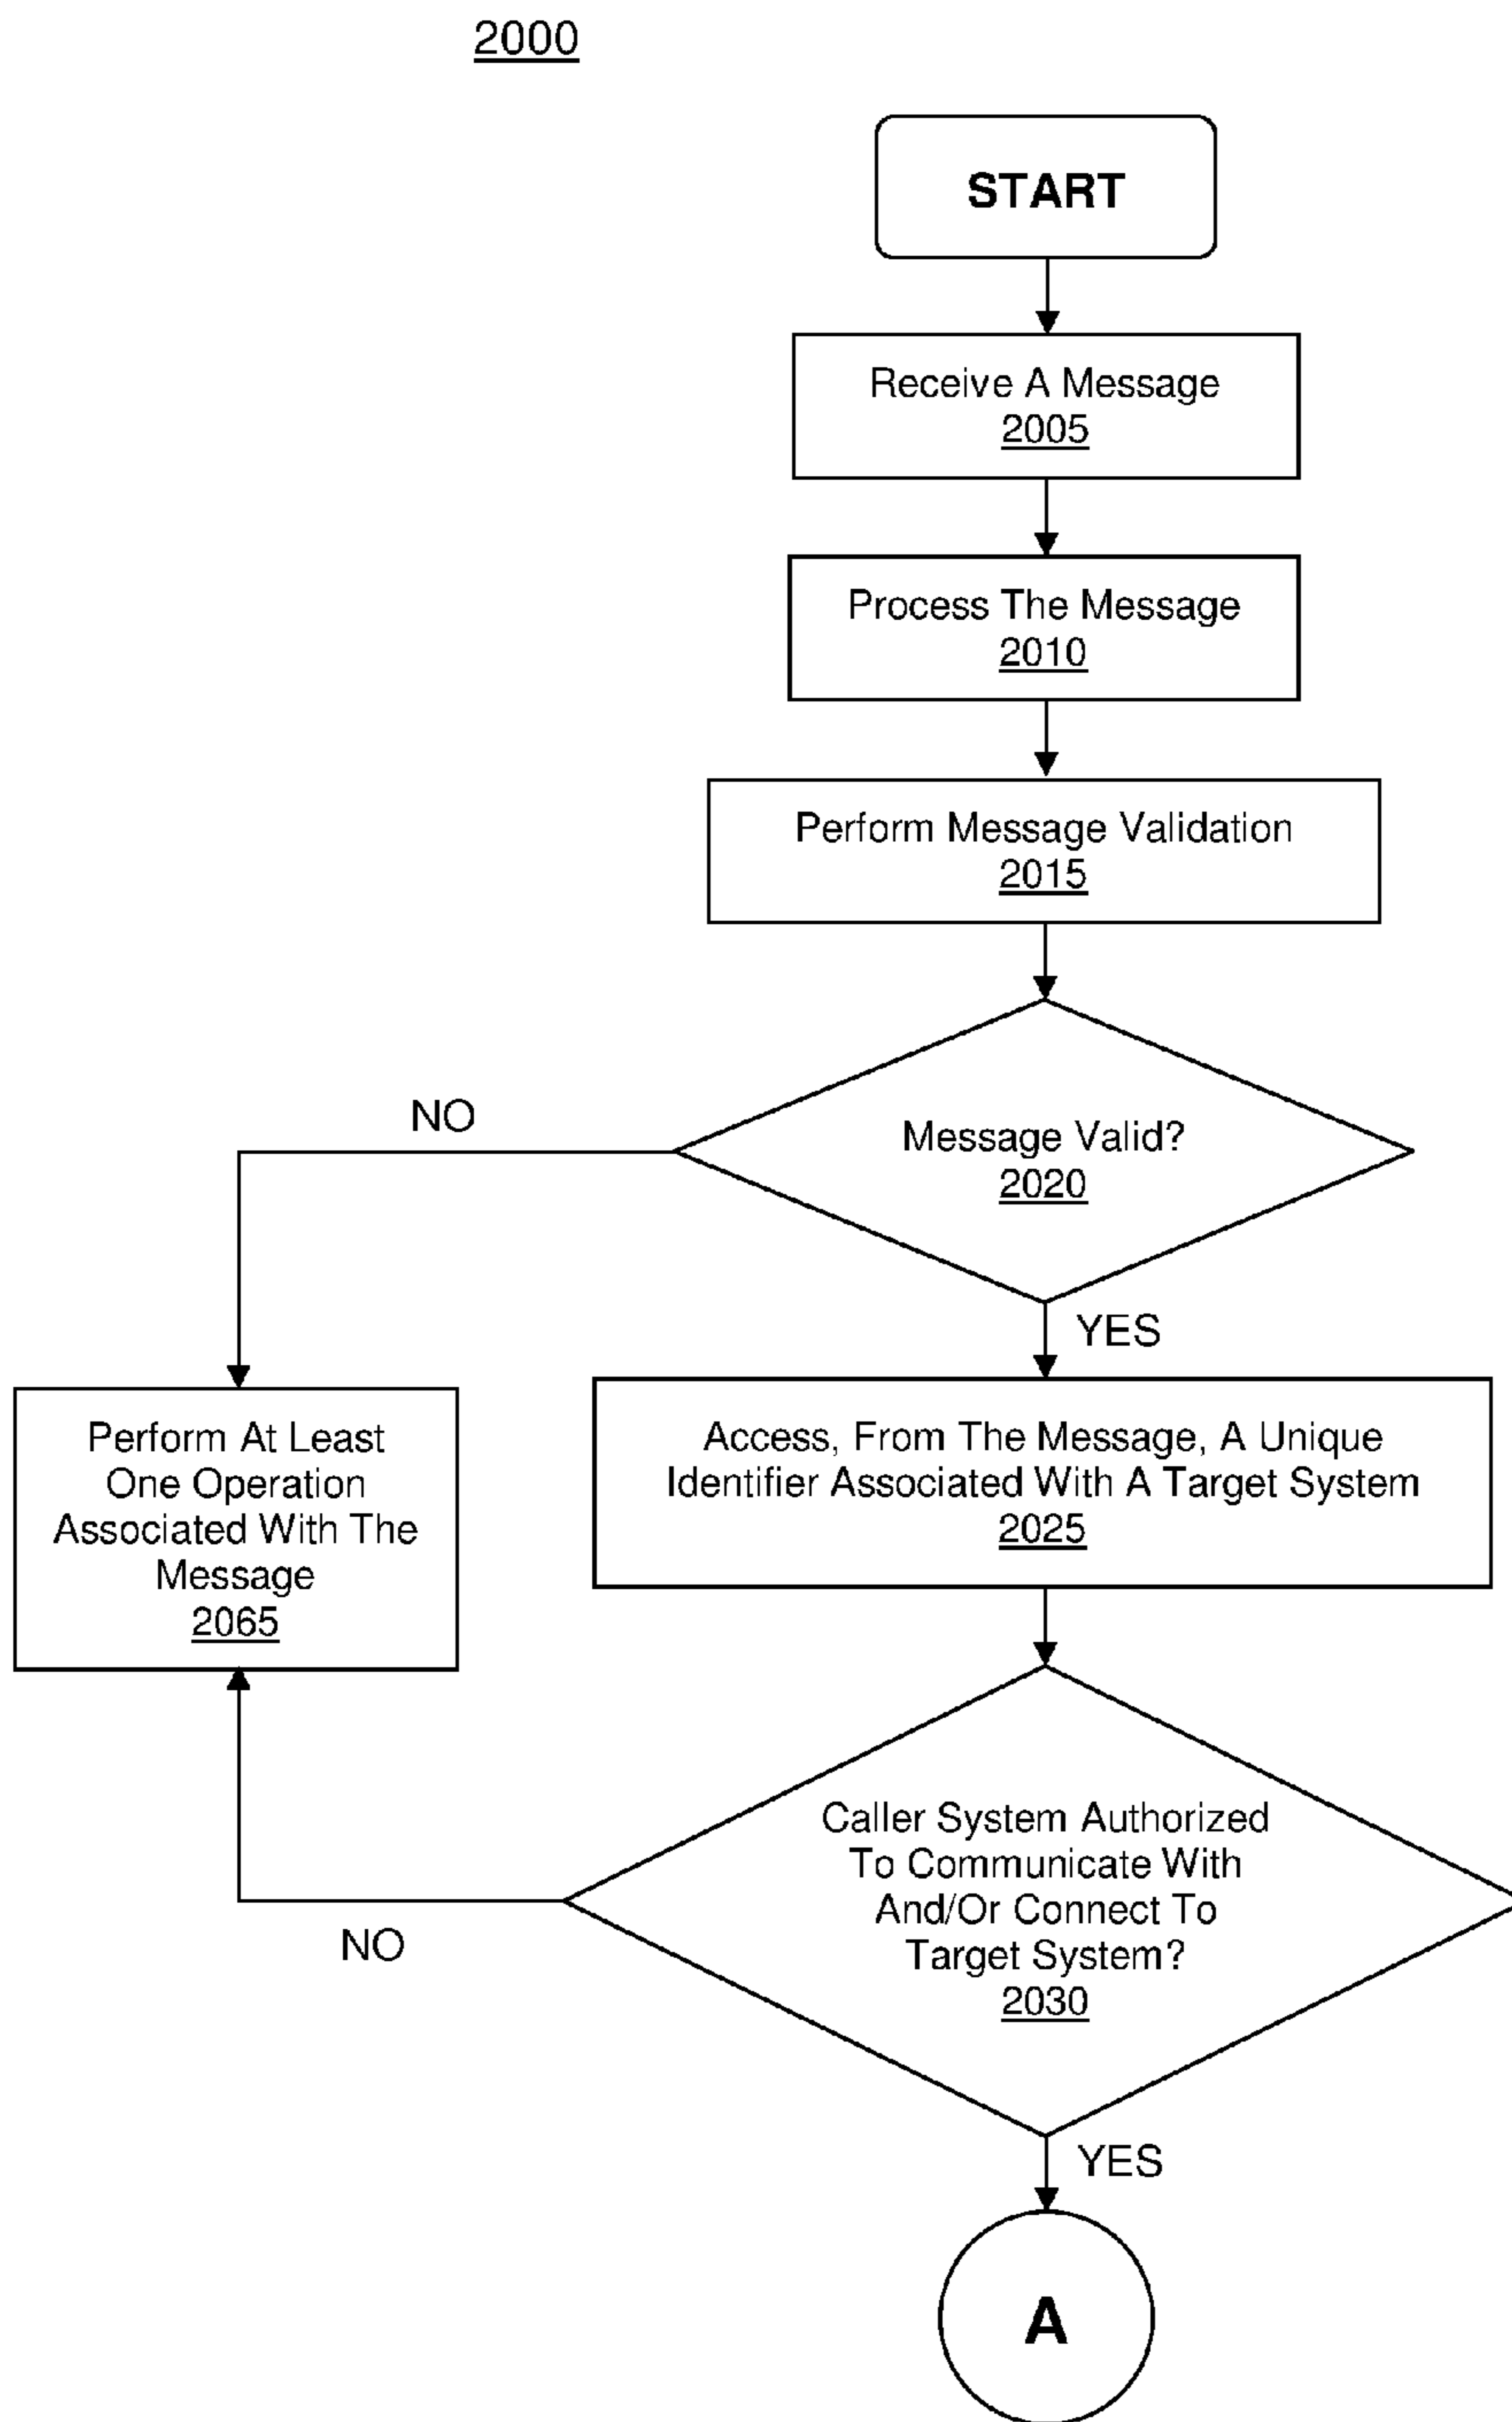 2000
START
Receive A Message
2005
Process The Message
2010
Perform Message Validation
2015
Message Valid?
2020
NO
YES
Perform At Least
One Operation
Associated With The
Message
2065
Access, From The Message, A Unique
Identifier Associated With A Target System
2025
Caller System Authorized
To Communicate With
And/Or Connect To
Target System?
2030
NO
YES
A